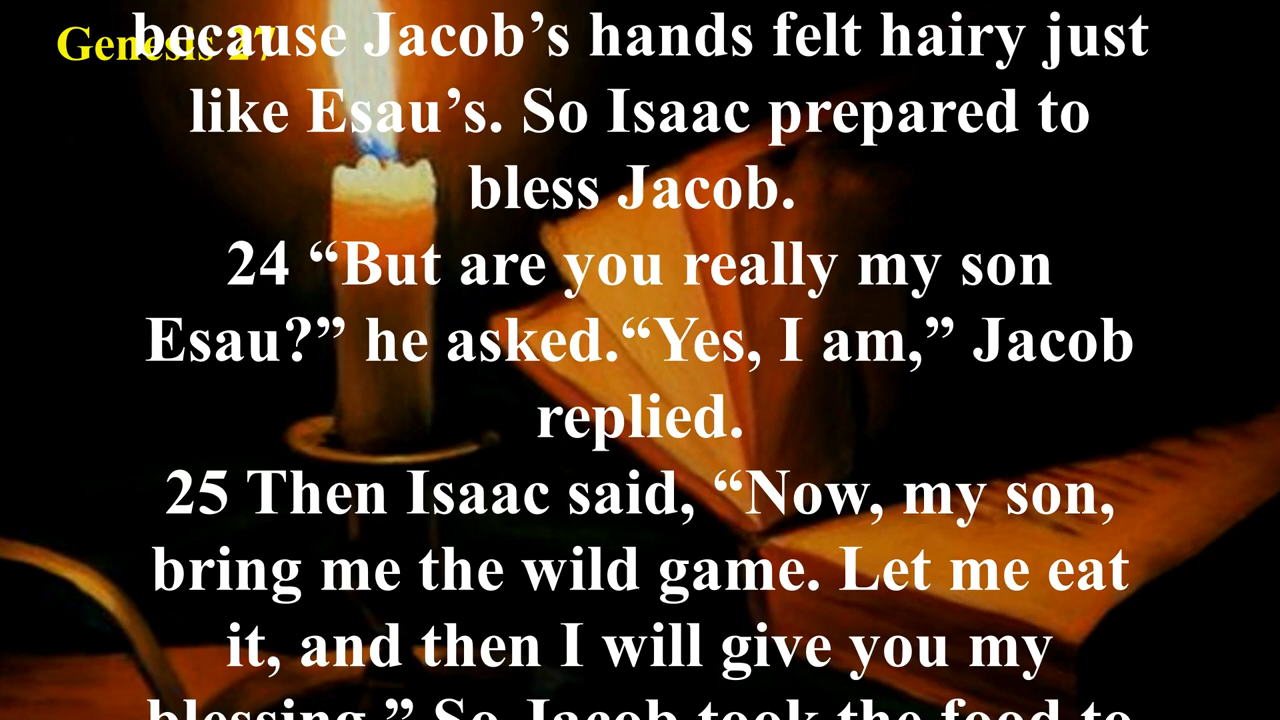 Genesis 27
because Jacob’s hands felt hairy just
like Esau’s. So Isaac prepared to
bless Jacob.
24 “But are you really my son
Esau?” he asked.“Yes, I am,” Jacob
replied.
25 Then Isaac said, “Now, my son,
bring me the wild game. Let me eat
it, and then I will give you my
blessing.” So Jacob took the food to